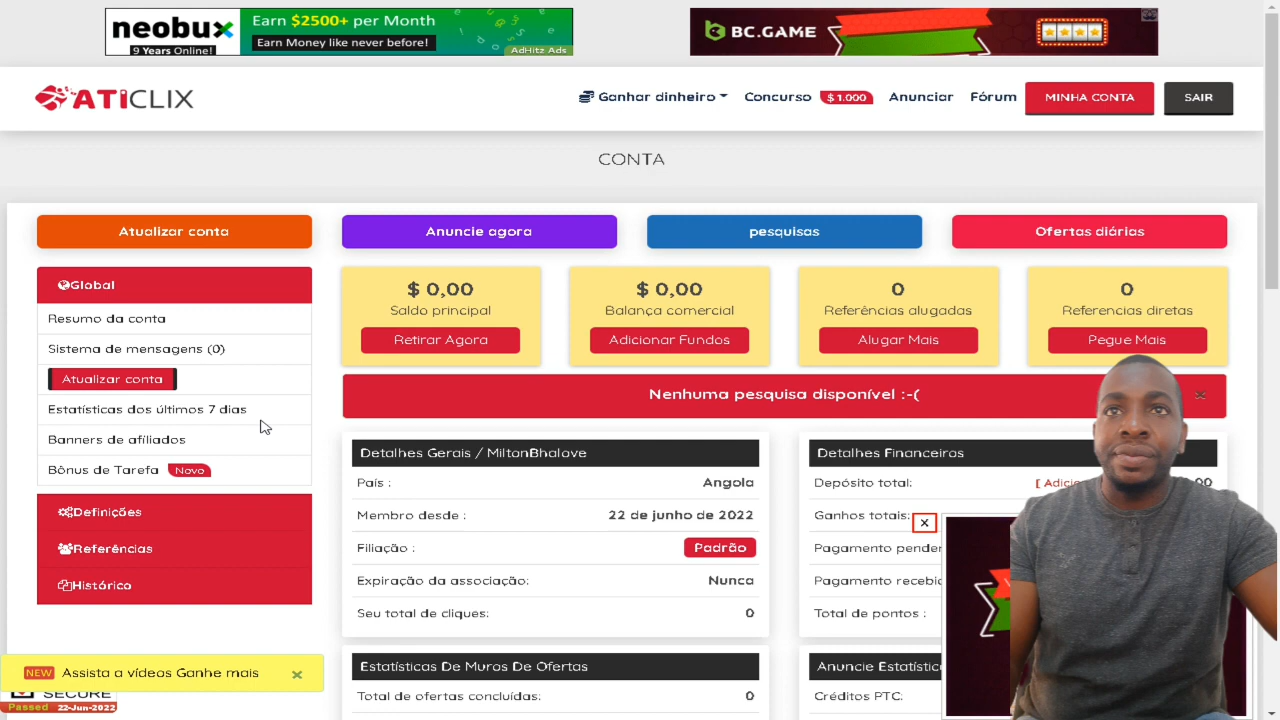 neobux
9 Years Online!
Earn $2500+ per Month
Earn Money like never before!
AdHitz Ads
BC.GAME
ATICLIX
Ganhar dinheiro
Concurso $ 1.000
Anunciar
Fórum
MINHA CONTA
SAIR
CONTA
Atualizar conta
Anuncie agora
pesquisas
Ofertas diárias
Global
Resumo da conta
Sistema de mensagens (0)
Atualizar conta
Estatísticas dos últimos 7 dias
Banners de afiliados
Bônus de Tarefa Novo
Definições
Referências
Histórico
$ 0,00
Saldo principal
Retirar Agora
$ 0,00
Balança comercial
Adicionar Fundos
0
Referências alugadas
Alugar Mais
0
Referencias diretas
Pegue Mais
Nenhuma pesquisa disponível :-(
Detalhes Gerais / MiltonBhalove
País : Angola
Membro desde : 22 de junho de 2022
Filiação : Padrão
Expiração da associação: Nunca
Seu total de cliques: 0
Detalhes Financeiros
Depósito total: [ Adicio
Ganhos totais:
Pagamento penden
Pagamento recebid
Total de pontos :
Estatísticas De Muros De Ofertas
Total de ofertas concluídas: 0
Anuncie Estatístic
Créditos PTC:
NEW Assista a vídeos Ganhe mais
SECURE
Passed 22-Jun-2022